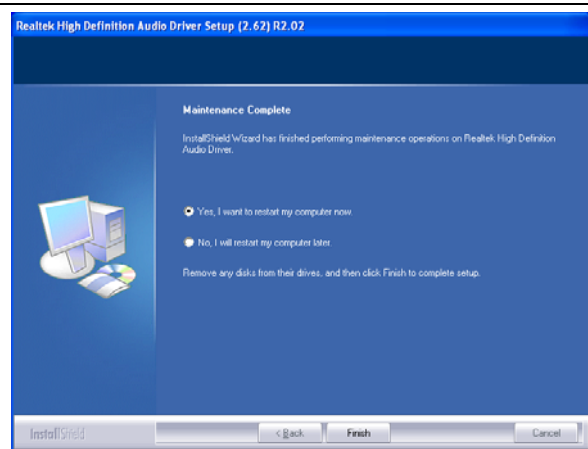 Realtek High Definition Audio Driver Setup (2.62) R2.02
Maintenance Complete
InstallShield Wizard has finished performing maintenance operations on Realtek High Definition
Audio Driver.
Yes, I want to restart my computer now.
No, I will restart my computer later.
Remove any disks from their drives, and then click Finish to complete setup.
InstallShield
< Back
Finish
Cancel